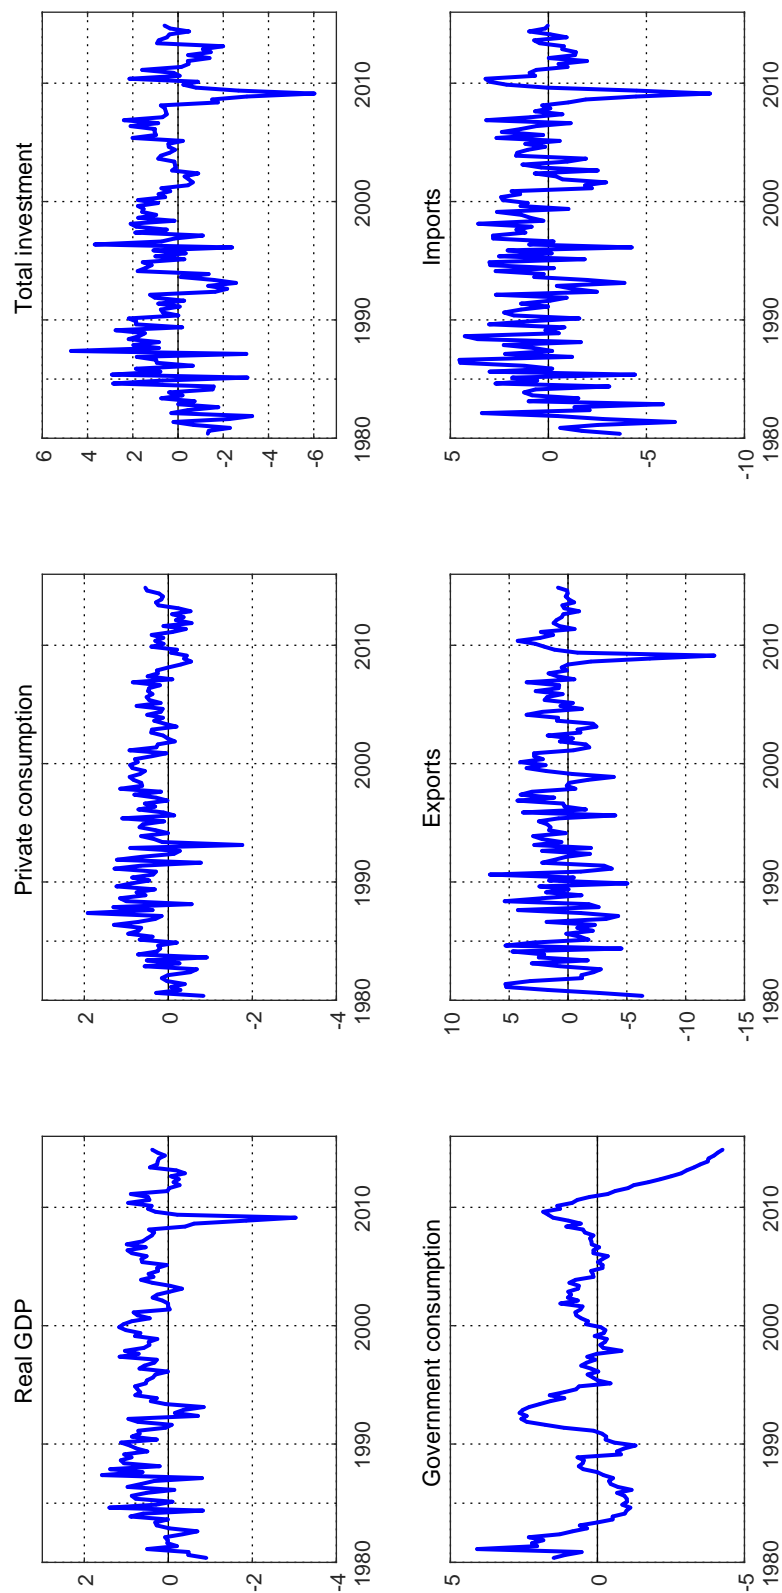 Real GDP
2
0
-2
-4
1980 1990 2000 2010
Private consumption
2
0
-2
-4
1980 1990 2000 2010
Total investment
6
4
2
0
-2
-4
-6
1980 1990 2000 2010
Government consumption
5
0
-5
1980 1990 2000 2010
Exports
10
5
0
-5
-10
-15
1980 1990 2000 2010
Imports
5
0
-5
-10
1980 1990 2000 2010